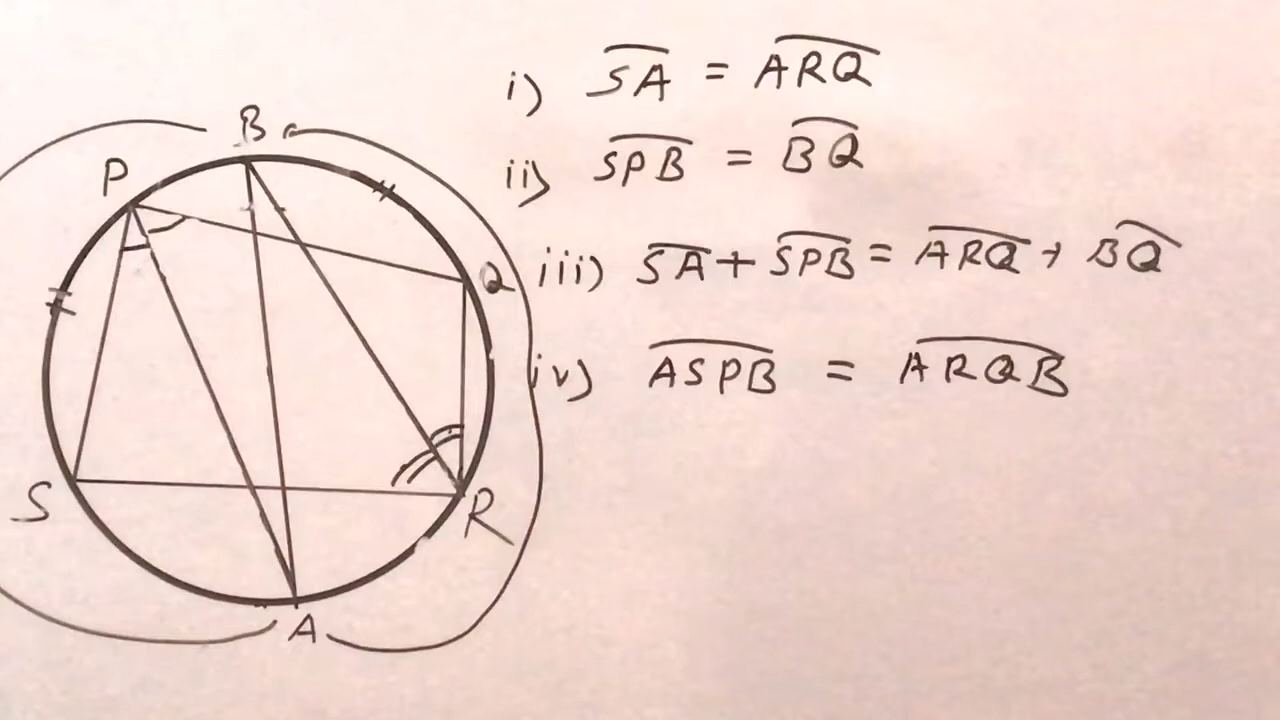 i) SA = ARQ
ii) SPB = BQ
iii) SA + SPB = ARQ + BQ
iv) ASPB = ARQB
B
P
Q
S
R
A